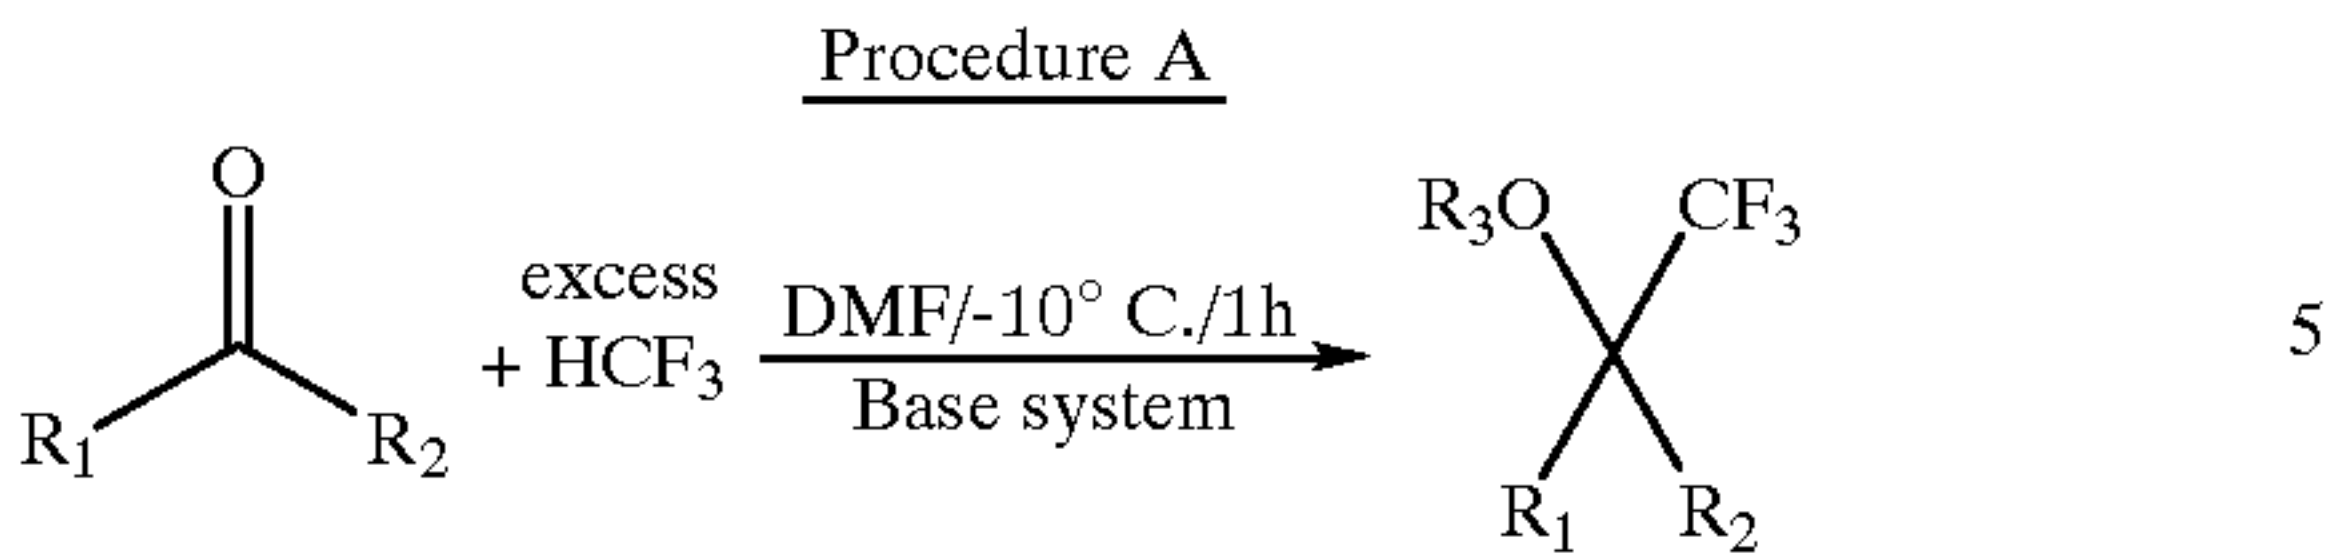 Procedure A
O
R₁
R₂
excess
+ HCF₃
DMF/-10° C./1h
Base system
R₃O
CF₃
R₁
R₂
5